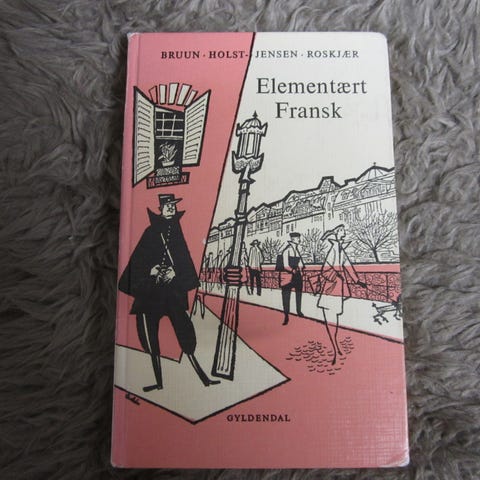 BRUUN · HOLST-JENSEN · ROSKJÆR
Elementært
Fransk
GYLDENDAL